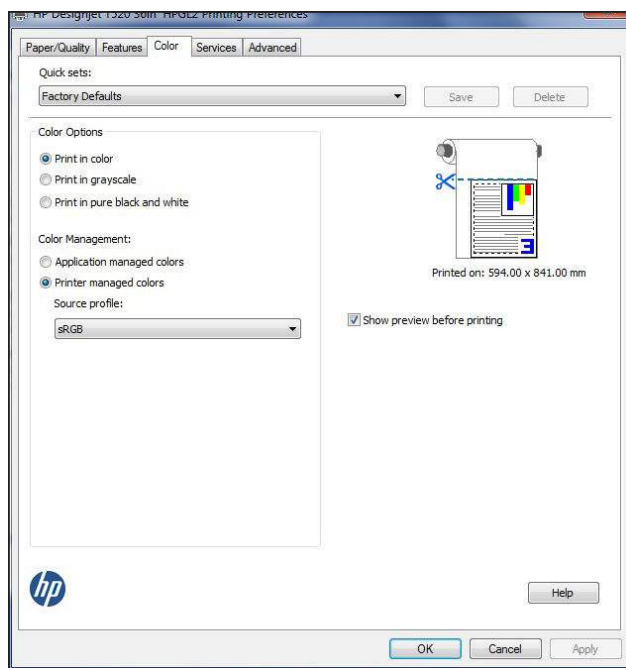 HP Designjet T520 36in HPGL2 Printing Preferences
Paper/Quality Features Color Services Advanced
Quick sets:
Factory Defaults Save Delete
Color Options
Print in color
Print in grayscale
Print in pure black and white
Color Management:
Application managed colors
Printer managed colors
Source profile:
sRGB
3
Printed on: 594.00 x 841.00 mm
Show preview before printing
hp
Help
OK Cancel Apply